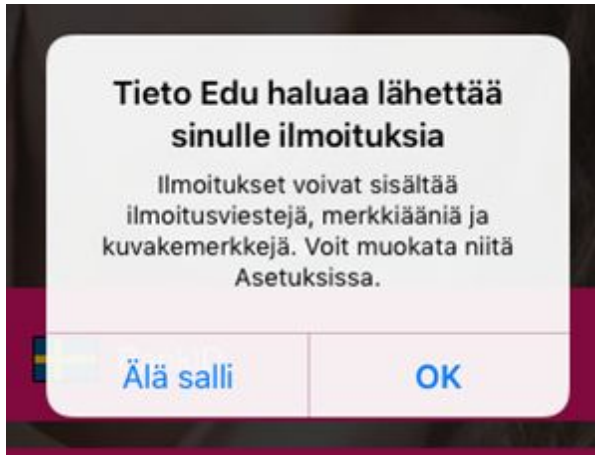 Tieto Edu haluaa lähettää
sinulle ilmoituksia
Ilmoitukset voivat sisältää
ilmoitusviestejä, merkkiääniä ja
kuvakemerkkejä. Voit muokata niitä
Asetuksissa.
Älä salli
OK